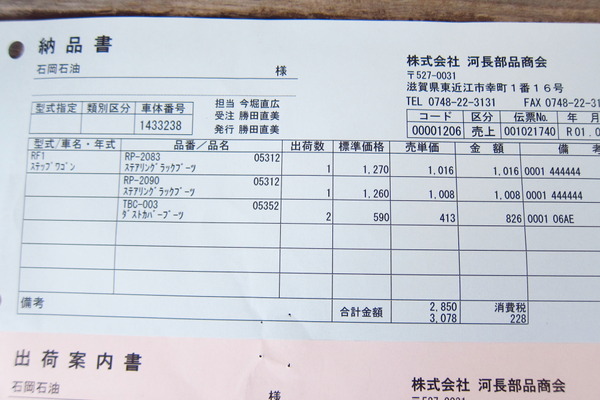 納品書
石岡石油 様
株式会社 河長部品商会
〒527-0031
滋賀県東近江市幸町1番16号
TEL 0748-22-3131 FAX 0748-22-31
型式指定 類別区分 車体番号
1433238
担当 今堀直広
受注 勝田直美
発行 勝田直美
コード 区分 伝票No. 年 月
00001206 売上 001021740 R01.0
型式/車名・年式 品番/品名 出荷数 標準価格 売単価 金額 備考
RF1 RP-2083 05312
ステップワゴン ステアリングラックブーツ 1 1,270 1,016 1,016 0001 444444
RP-2090 05312
ステアリングラックブーツ 1 1,260 1,008 1,008 0001 444444
TBC-003 05352
ダストカバーブーツ 2 590 413 826 0001 06AE
備考 合計金額 2,850 消費税
3,078 228
出荷案内書
石岡石油 様
株式会社 河長部品商会
〒527-0031